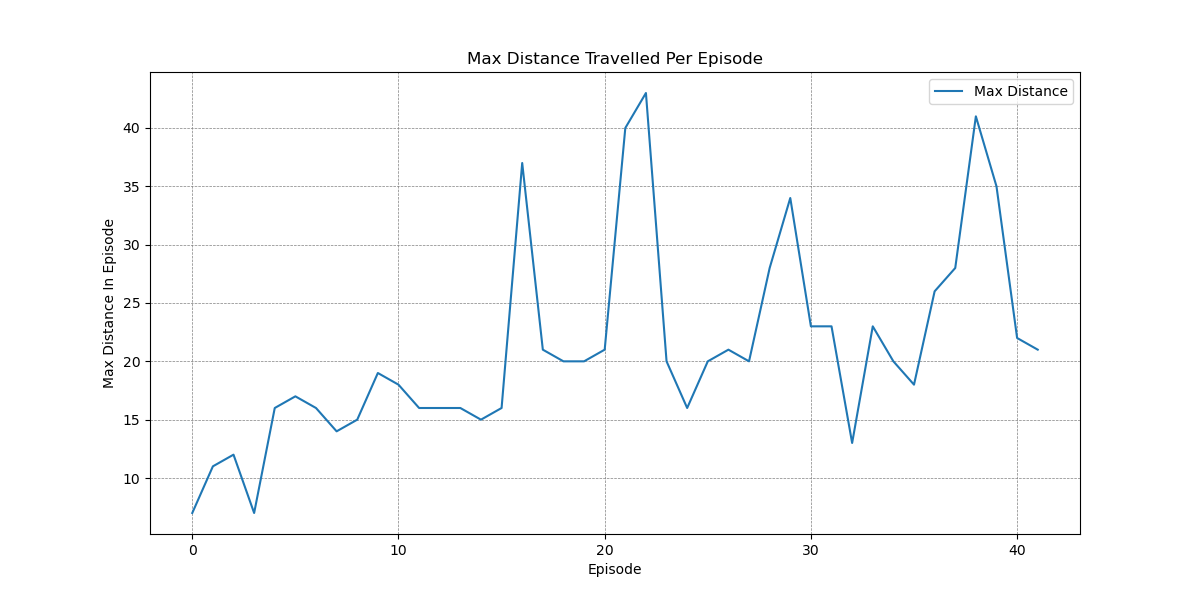 Max Distance Travelled Per Episode
Max Distance
Max Distance In Episode
40
35
30
25
20
15
10
0 10 20 30 40
Episode